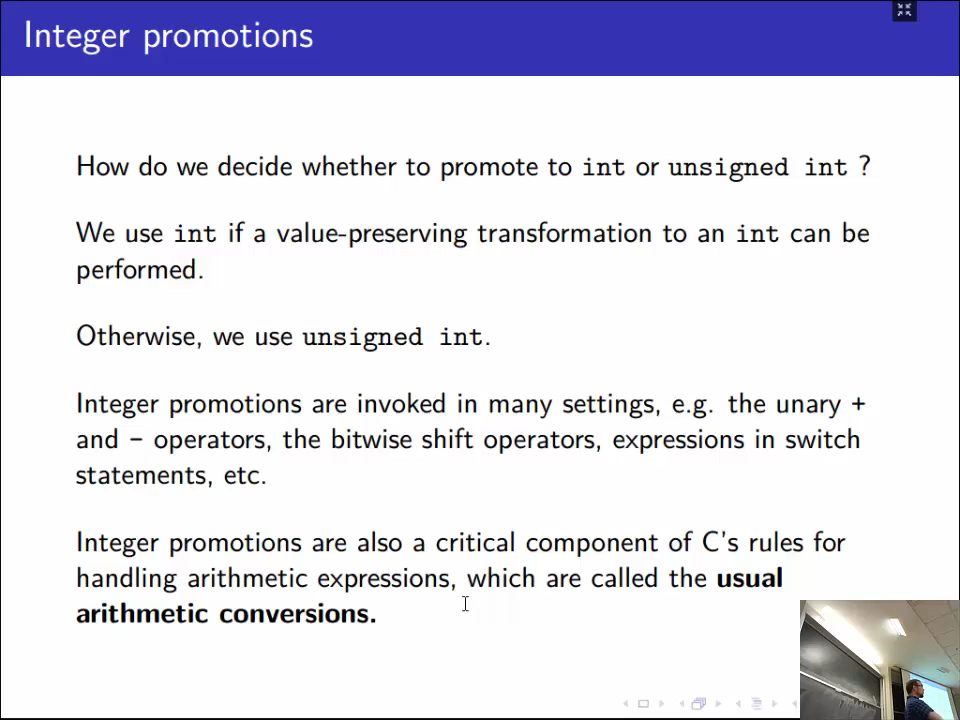 Integer promotions
How do we decide whether to promote to int or unsigned int ?
We use int if a value-preserving transformation to an int can be
performed.
Otherwise, we use unsigned int.
Integer promotions are invoked in many settings, e.g. the unary +
and - operators, the bitwise shift operators, expressions in switch
statements, etc.
Integer promotions are also a critical component of C's rules for
handling arithmetic expressions, which are called the usual
arithmetic conversions.